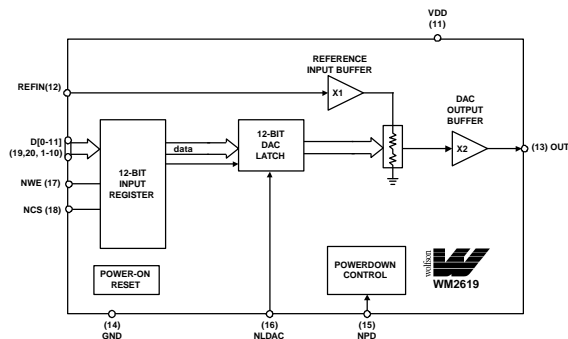 VDD
(11)
REFERENCE
INPUT BUFFER
REFIN(12)
X1
DAC
OUTPUT
BUFFER
D[0-11]
(19,20, 1-10)
data
12-BIT
DAC
LATCH
X2
(13) OUT
12-BIT
INPUT
REGISTER
NWE (17)
NCS (18)
POWER-ON
RESET
POWERDOWN
CONTROL
wolfson
WM2619
(14)
GND
(16)
NLDAC
(15)
NPD